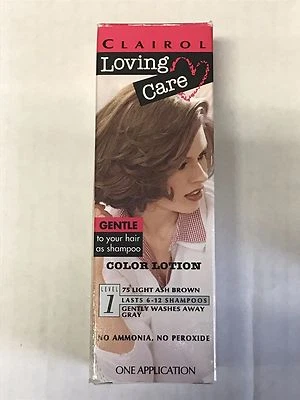 CLAIROL
Loving
Care
GENTLE
to your hair
as shampoo
COLOR LOTION
LEVEL
1
75 LIGHT ASH BROWN
LASTS 6-12 SHAMPOOS
GENTLY WASHES AWAY
GRAY
NO AMMONIA, NO PEROXIDE
ONE APPLICATION